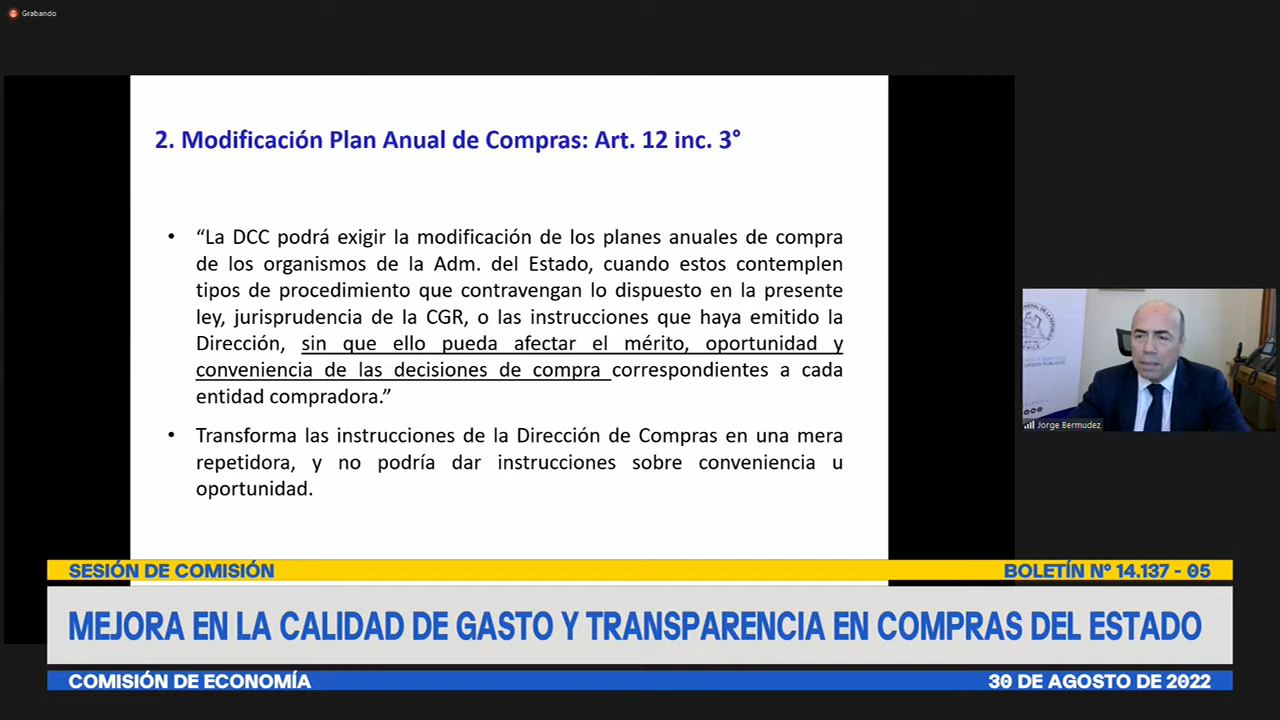 Grabando
2. Modificación Plan Anual de Compras: Art. 12 inc. 3°
• “La DCC podrá exigir la modificación de los planes anuales de compra
de los organismos de la Adm. del Estado, cuando estos contemplen
tipos de procedimiento que contravengan lo dispuesto en la presente
ley, jurisprudencia de la CGR, o las instrucciones que haya emitido la
Dirección, sin que ello pueda afectar el mérito, oportunidad y
conveniencia de las decisiones de compra correspondientes a cada
entidad compradora.”
• Transforma las instrucciones de la Dirección de Compras en una mera
repetidora, y no podría dar instrucciones sobre conveniencia u
oportunidad.
Jorge Bermudez
SESIÓN DE COMISIÓN
BOLETÍN N° 14.137 - 05
MEJORA EN LA CALIDAD DE GASTO Y TRANSPARENCIA EN COMPRAS DEL ESTADO
COMISIÓN DE ECONOMÍA
30 DE AGOSTO DE 2022